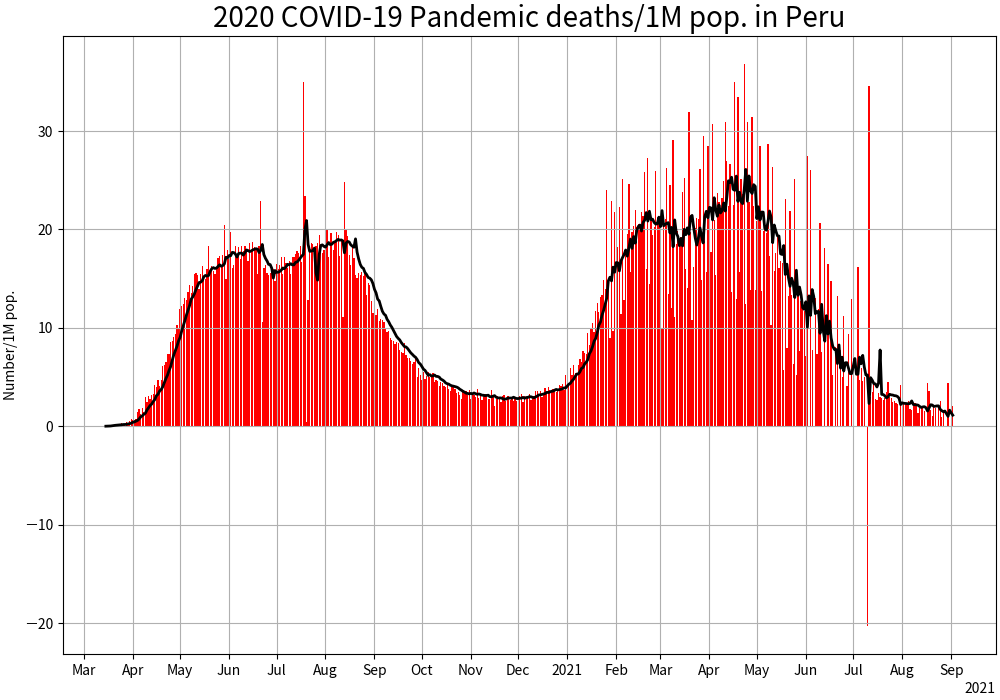 2020 COVID-19 Pandemic deaths/1M pop. in Peru
Number/1M pop.
30
20
10
0
−10
−20
Mar Apr May Jun Jul Aug Sep Oct Nov Dec 2021 Feb Mar Apr May Jun Jul Aug Sep
2021